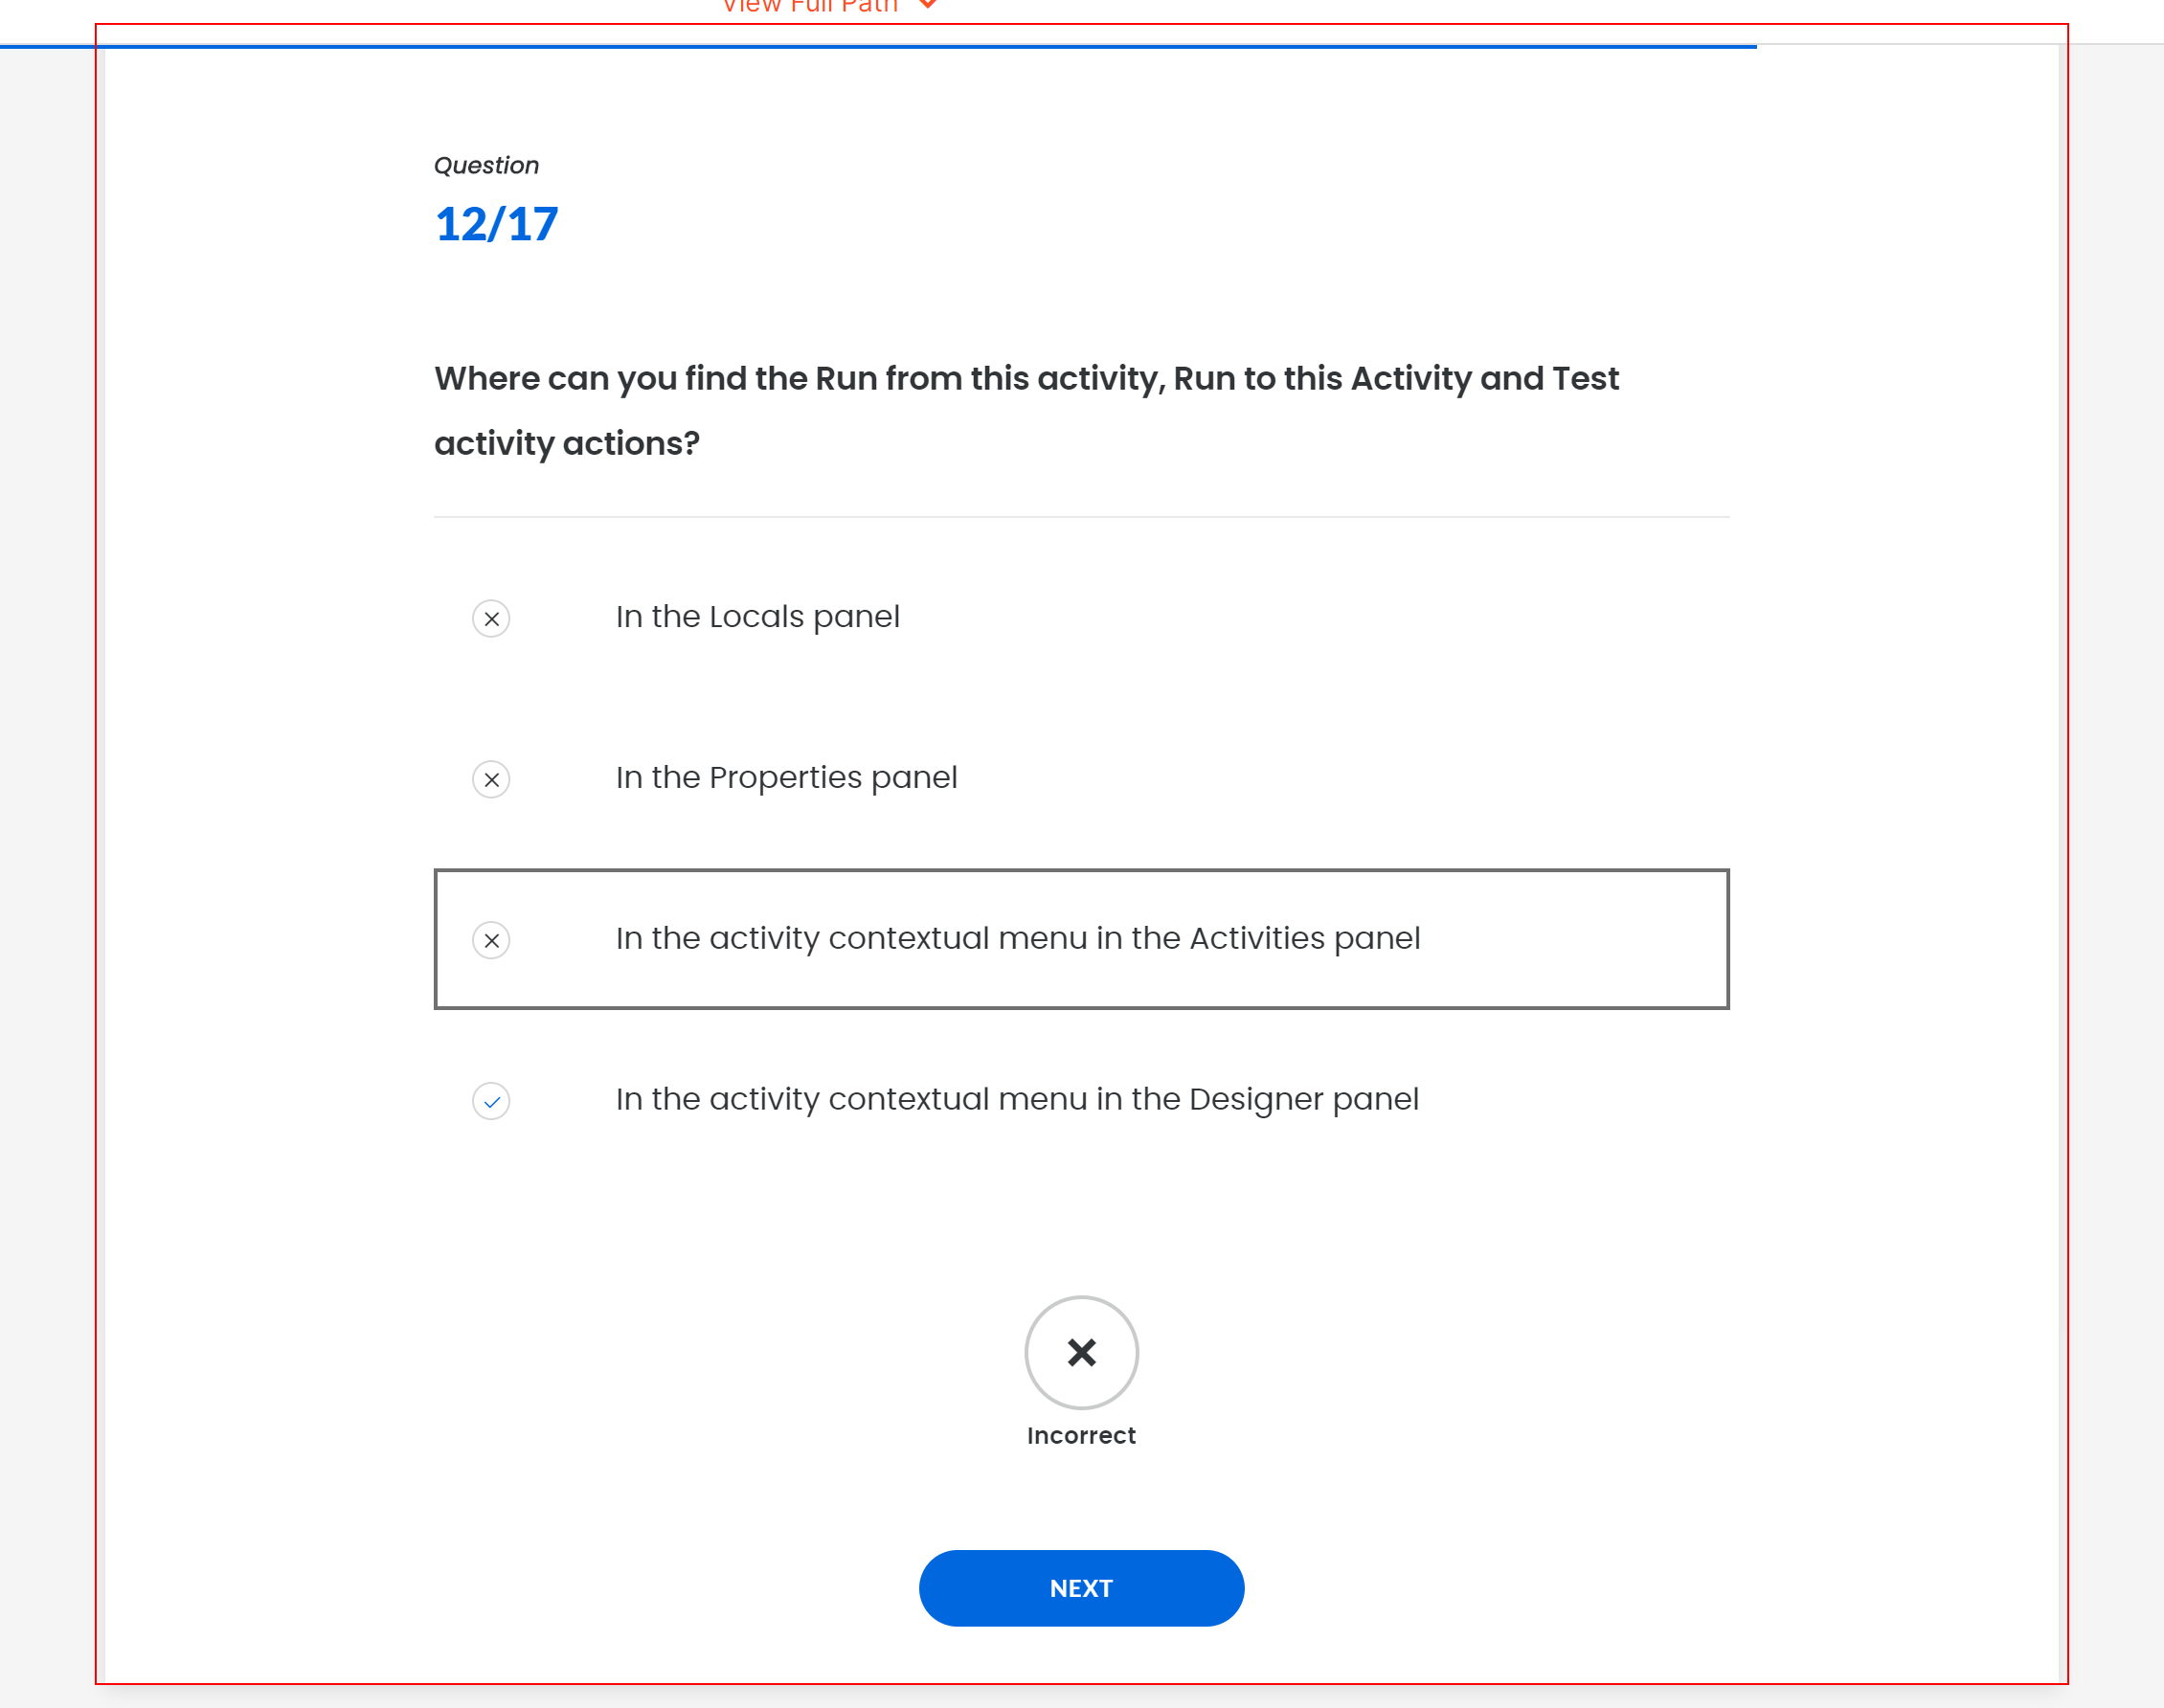 View Full Path
Question
12/17
Where can you find the Run from this activity, Run to this Activity and Test
activity actions?
In the Locals panel
In the Properties panel
In the activity contextual menu in the Activities panel
In the activity contextual menu in the Designer panel
Incorrect
NEXT